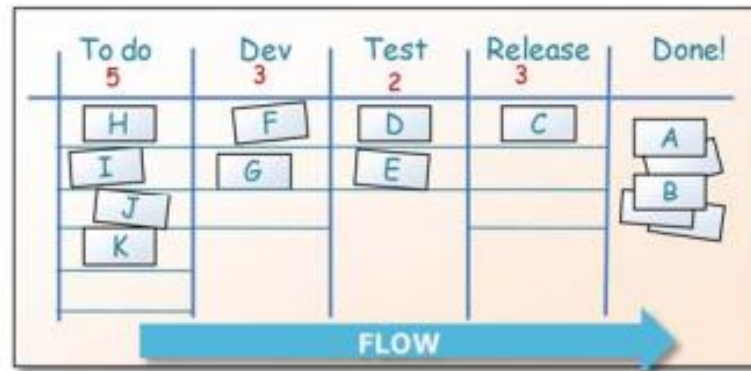 To do Dev Test Release Done!
5 3 2 3
H F D C A
I G E
J B
K
FLOW